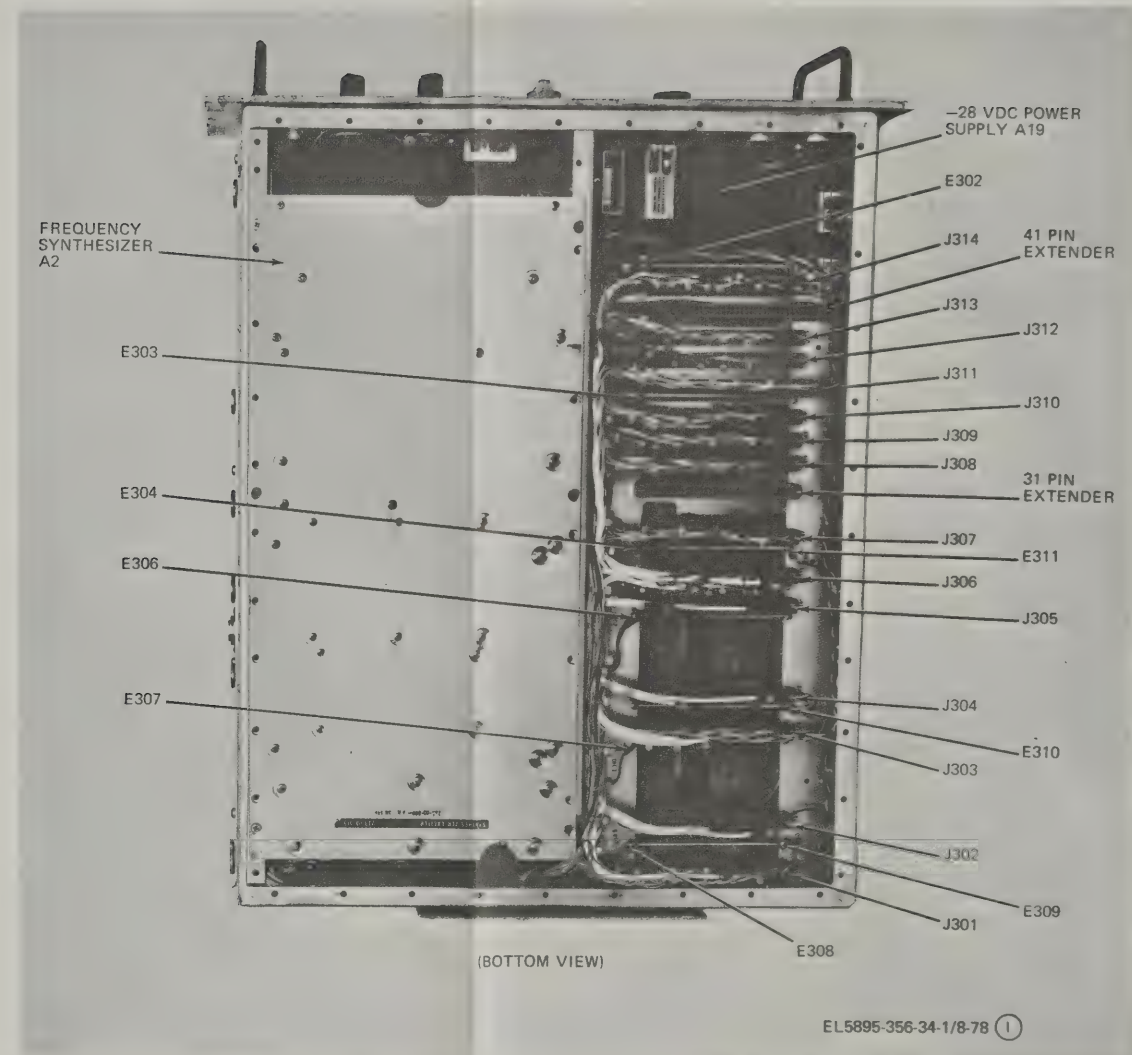 -28 VDC POWER
SUPPLY A19
E302
FREQUENCY
SYNTHESIZER
A2
J314
41 PIN
EXTENDER
J313
J312
E303
J311
J310
J309
J308
31 PIN
EXTENDER
E304
J307
E311
E306
J306
J305
E307
J304
E310
J303
J302
E309
J301
E308
(BOTTOM VIEW)
EL5895-356-34-1/8-78 1